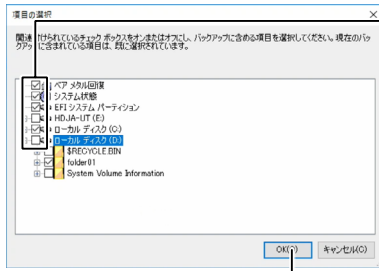 項目の選択
関連付けられているチェック ボックスをオンまたはオフにし、バックアップに含める項目を選択してください。現在のバッ
クアップに含まれている項目は、既に選択されています。
ベア メタル回復
システム状態
EFI システム パーティション
HDJA-UT (E:)
ローカル ディスク (C:)
ローカル ディスク (D:)
$RECYCLE.BIN
folder01
System Volume Information
OK(O)
キャンセル(C)